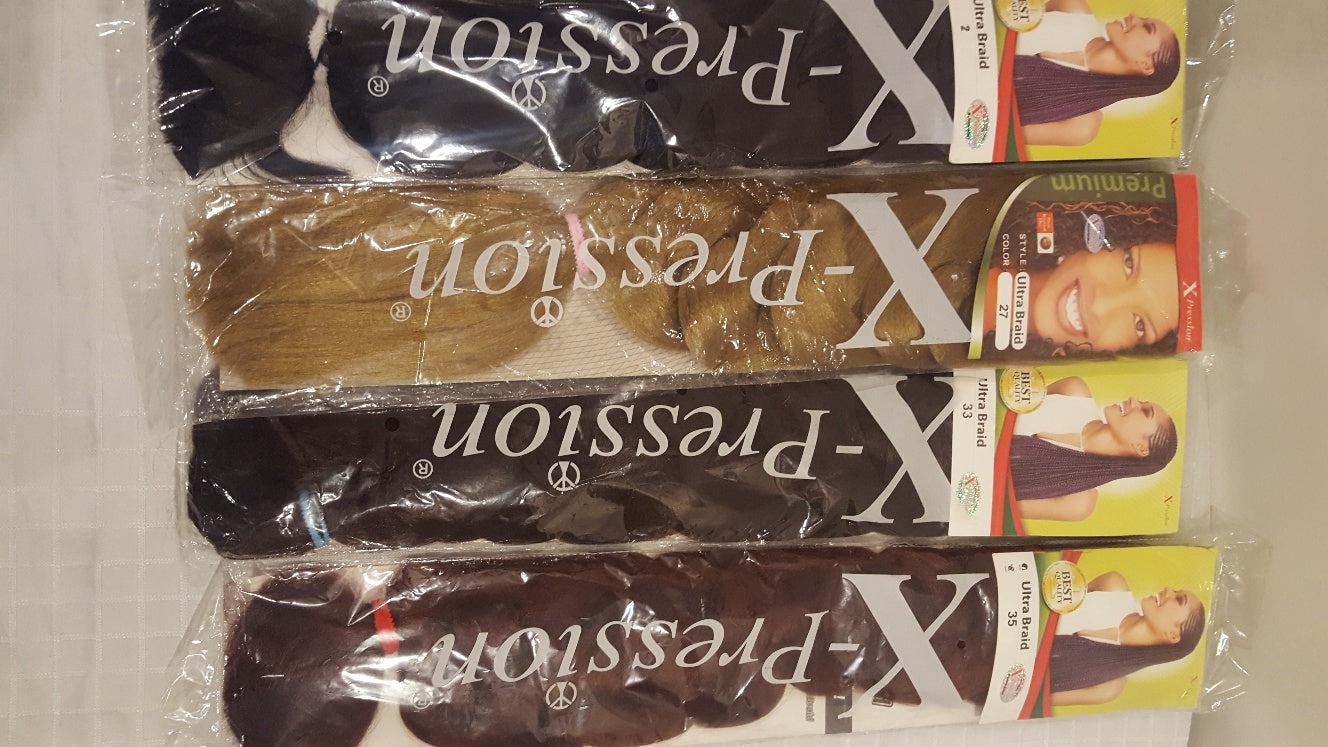 X-Pression
®
BEST
QUALITY
Ultra Braid
2
X-Pression
®
Premium
STYLE: Ultra Braid
COLOR: 27
X-Pression
X-Pression
®
BEST
QUALITY
Ultra Braid
33
X-Pression
®
BEST
QUALITY
Ultra Braid
35